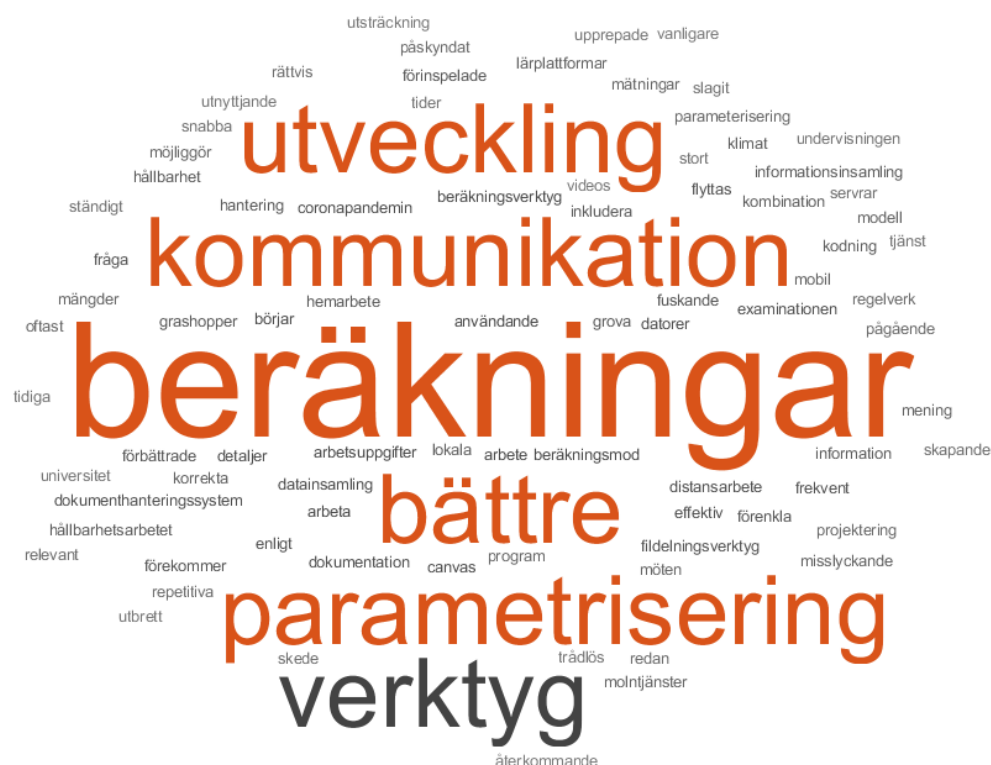 utsträckning
upprepade vanligare
påskyndat
lärplattformar
rättvis förinspelade
mätningar slagit
utnyttjande tider
utveckling
parameterisering
snabba
undervisningen
möjliggör
klimat
stort
hållbarhet
informationsinsamling
videos
flyttas
beräkningsverktyg
kombination servrar
ständigt
hantering coronapandemin
inkludera
modell
kommunikation
kodning tjänst
fråga
mobil
mängder
hemarbete
fuskande
examinationen regelverk
oftast
grashopper börjar
användande
grova datorer
pågående
beräkningar
tidiga
mening
förbättrade detaljer arbetsuppgifter lokala arbete beräkningsmod
information skapande
universitet korrekta
datainsamling
bättre
distansarbete frekvent
dokumenthanteringssystem
arbeta
effektiv förenkla
hållbarhetsarbetet
projektering
enligt
fildelningsverktyg
relevant
förekommer
dokumentation canvas program
möten
misslyckande
repetitiva
parametrisering
utbrett
skede
trådlös redan
verktyg
molntjänster
återkommande